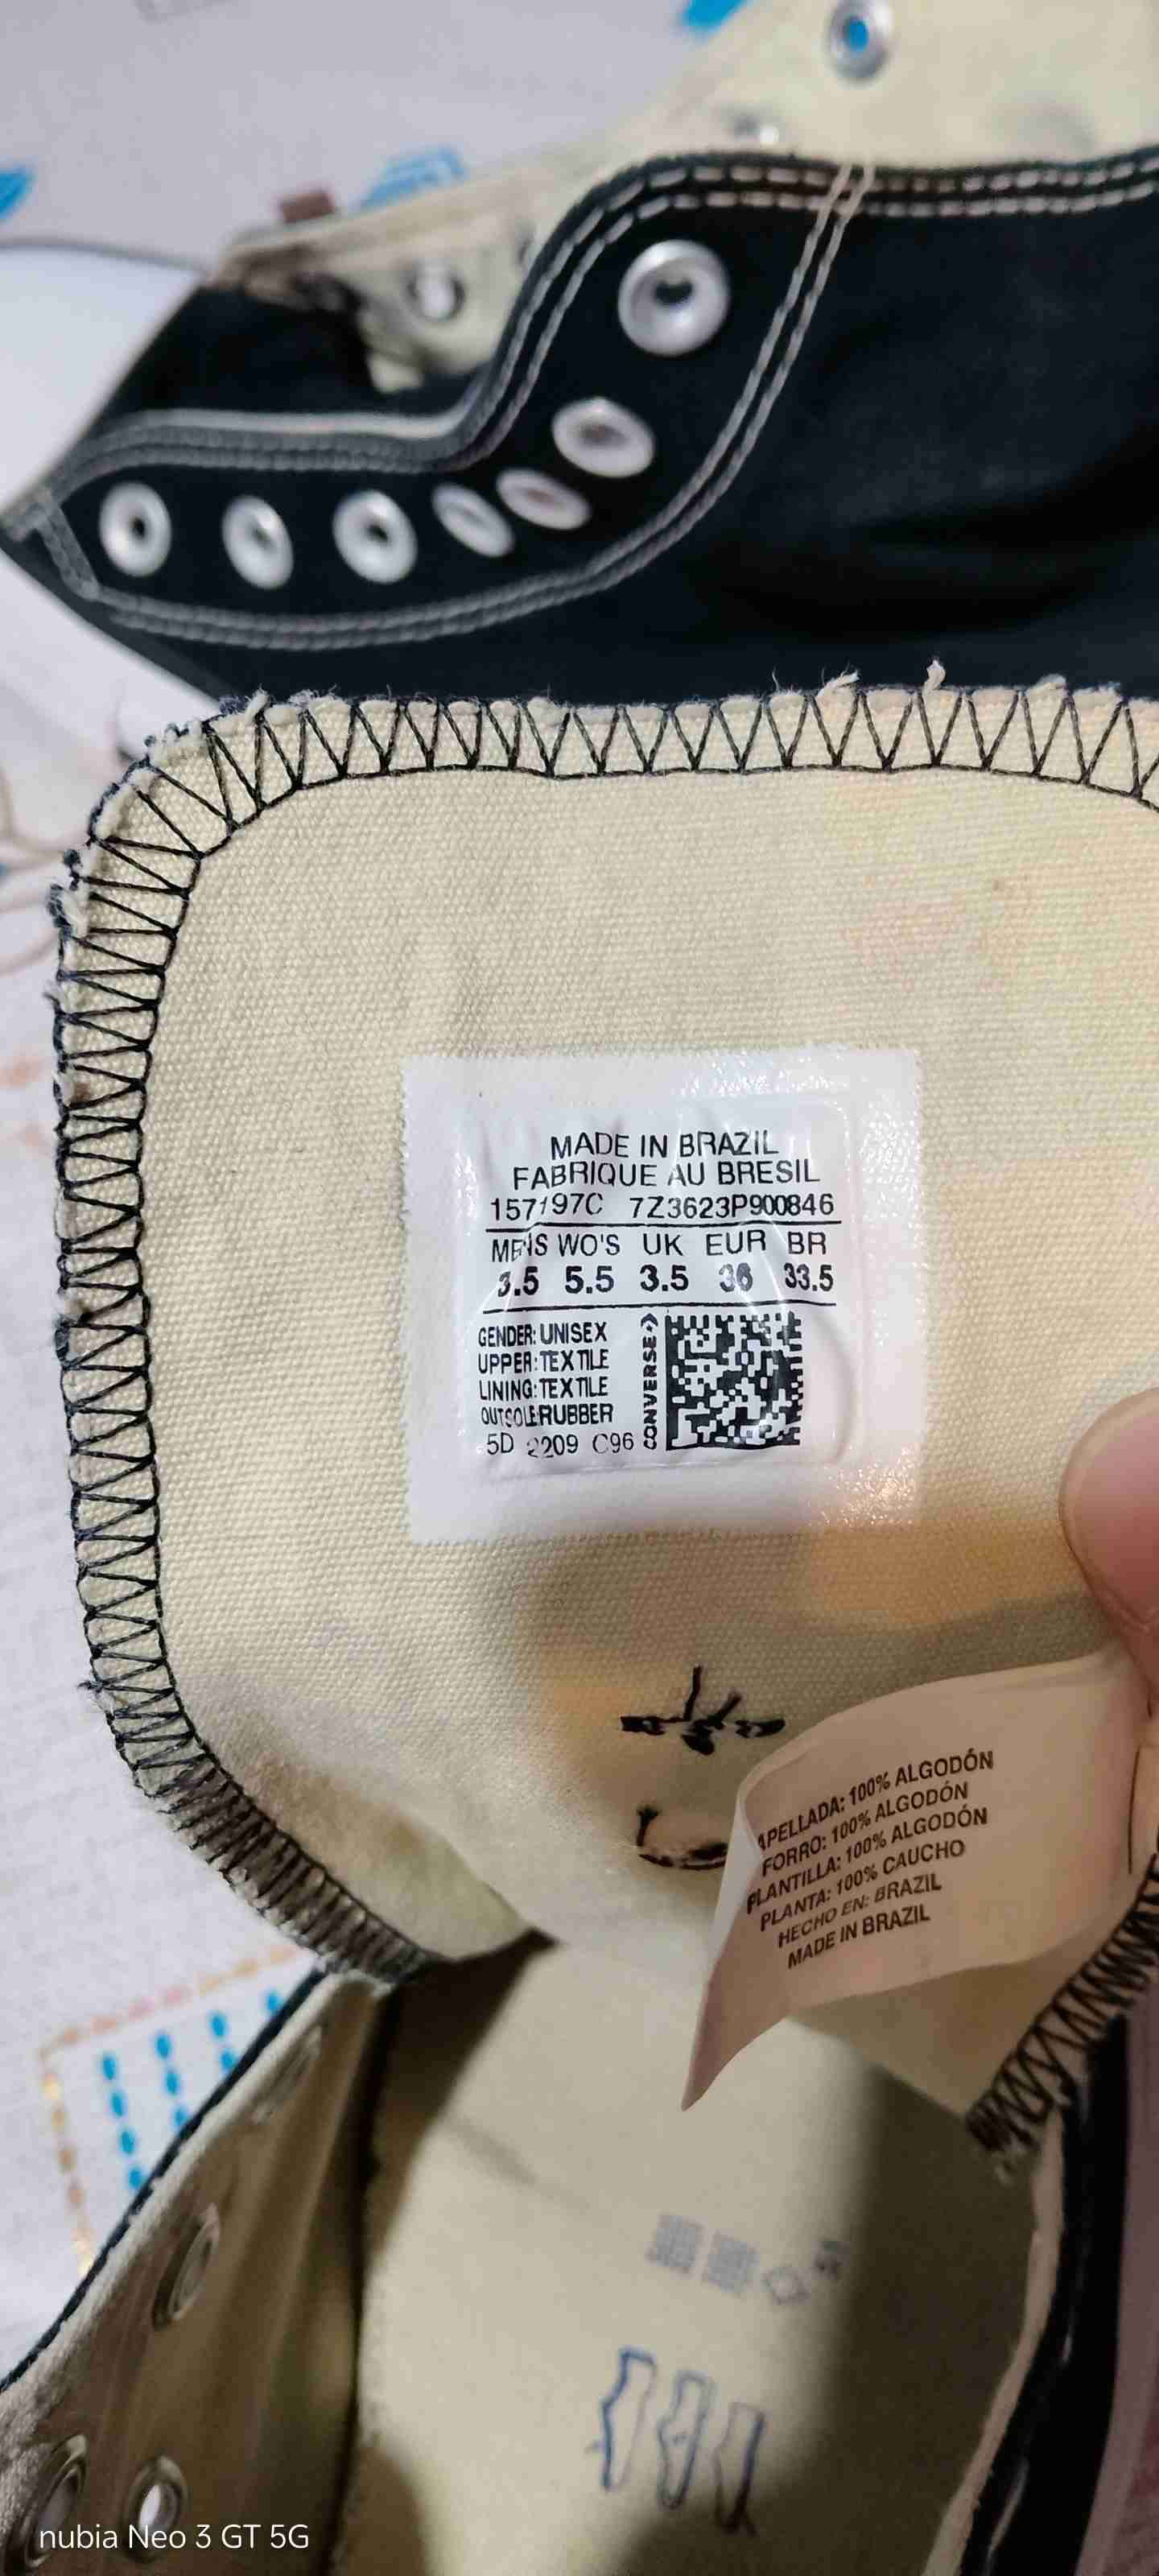 MADE IN BRAZIL
FABRIQUE AU BRESIL
157197C 7Z3623P900846
MEN'S WO'S UK EUR BR
3.5 5.5 3.5 36 33.5
GENDER: UNISEX
UPPER: TEXTILE
LINING: TEXTILE
OUTSOLE: RUBBER
5D 2209 C96
CONVERSE
APELLADA: 100% ALGODÓN
FORRO: 100% ALGODÓN
PLANTILLA: 100% ALGODÓN
PLANTA: 100% CAUCHO
HECHO EN: BRAZIL
MADE IN BRAZIL
nubia Neo 3 GT 5G